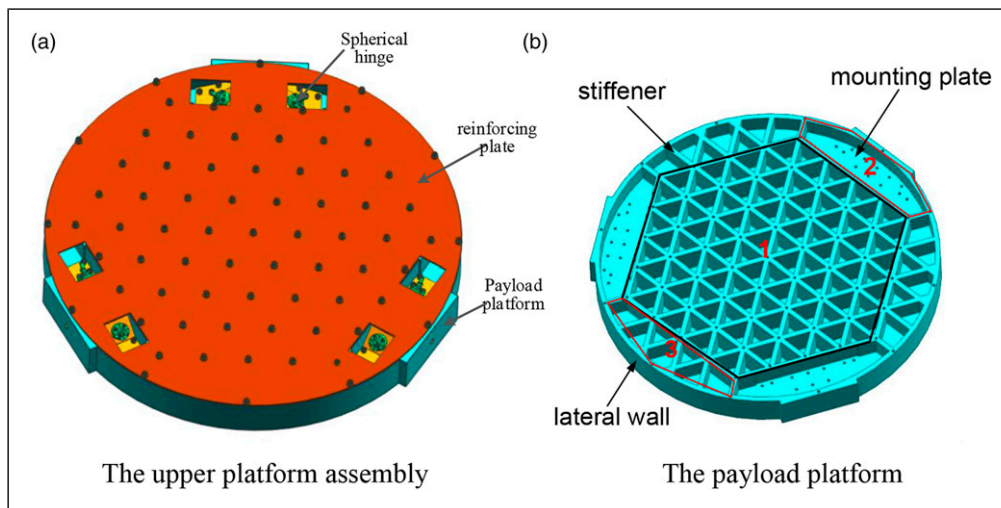 (a)
Spherical
hinge
reinforcing
plate
Payload
platform
The upper platform assembly
(b)
mounting plate
stiffener
2
1
3
lateral wall
The payload platform